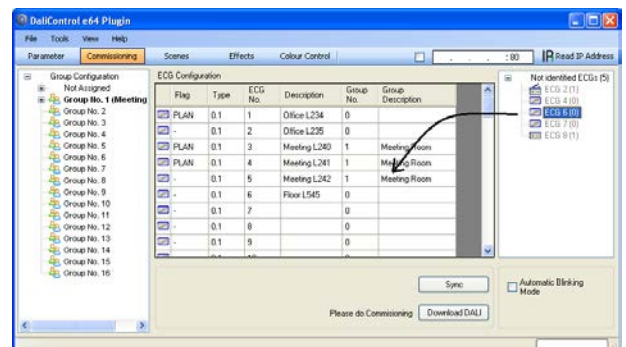 DaliControl e64 Plugin
File Tools View Help
Parameter Commissioning Scenes Effects Colour Control . . . :80 Read IP Address
Group Configuration
Not Assigned
Group No. 1 (Meeting
Group No. 2
Group No. 3
Group No. 4
Group No. 5
Group No. 6
Group No. 7
Group No. 8
Group No. 9
Group No. 10
Group No. 11
Group No. 12
Group No. 13
Group No. 14
Group No. 15
Group No. 16
ECG Configuration
Flag Type ECG No. Description Group No. Group Description
PLAN 0.1 1 Office L234 0
- 0.1 2 Office L235 0
PLAN 0.1 3 Meeting L240 1 Meeting Room
PLAN 0.1 4 Meeting L241 1 Meeting Room
- 0.1 5 Meeting L242 1 Meeting Room
- 0.1 6 Floor L545 0
- 0.1 7 0
- 0.1 8 0
- 0.1 9 0
Not identified ECGs (5)
ECG 2 (1)
ECG 4 (0)
ECG 6 (0)
ECG 7 (0)
ECG 8 (1)
Sync
Please do Commisioning Download DALI
Automatic Blinking
Mode